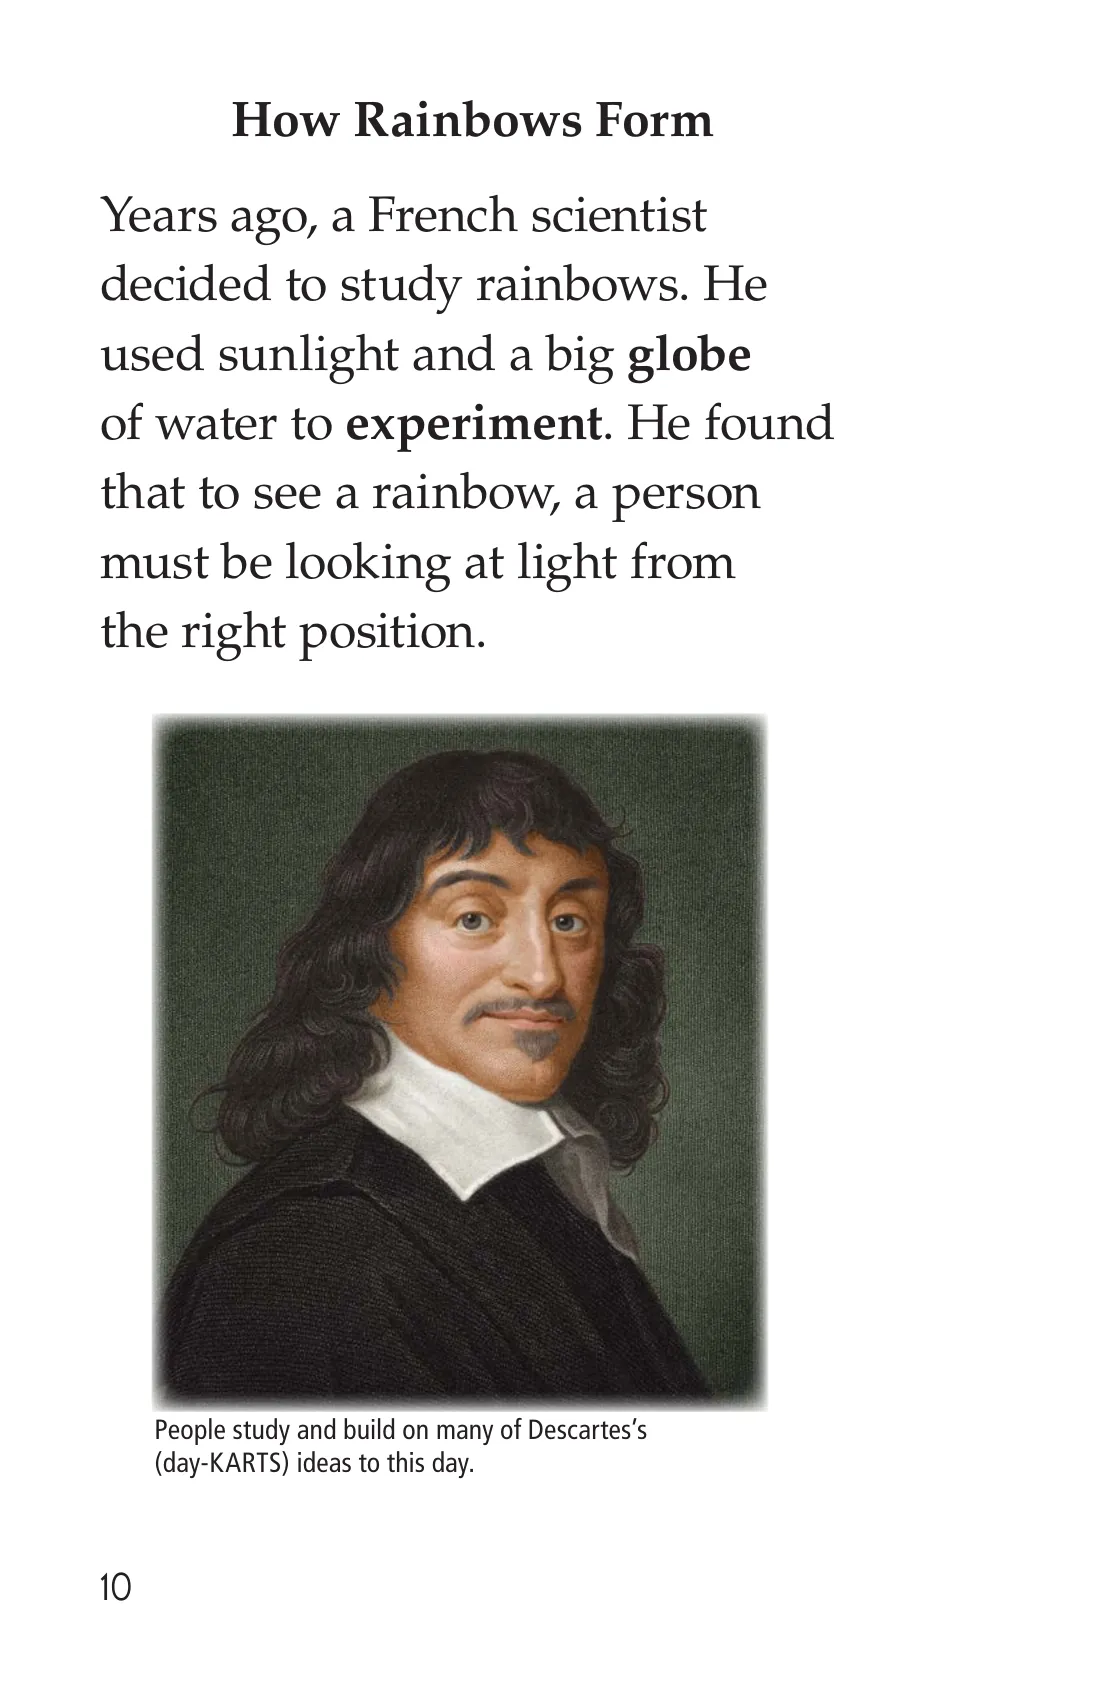 How Rainbows Form
Years ago, a French scientist
decided to study rainbows. He
used sunlight and a big globe
of water to experiment. He found
that to see a rainbow, a person
must be looking at light from
the right position.
People study and build on many of Descartes’s
(day-KARTS) ideas to this day.
10